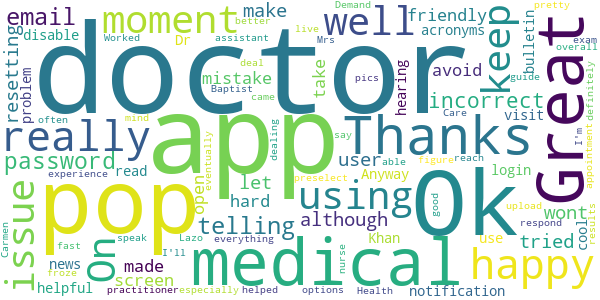 doctor
app
pop
Ok
Great
medical
Thanks
really
well
moment
using
happy
issue
On
keep
telling
password
email
incorrect
mistake
make
friendly
acronyms
avoid
user
tried
wont
although
let
hard
open
screen
made
resetting
disable
problem
Dr
often
Worked
assistant
better
live
deal
Mrs
Demand
pretty
exam
overall
bulletin
guide
visit
hearing
take
pics
Baptist
came
mind
dealing
say
Care
I'm
definitely
appointment
results
login
able
figure
reach
Anyway
preselect
eventually
read
experience
news
helpful
Carmen
fast
froze
speak
I'll
Lazo
everything
practitioner
especially
helped
nurse
options
Khan
Health
good
use
upload
respond
cool
notification